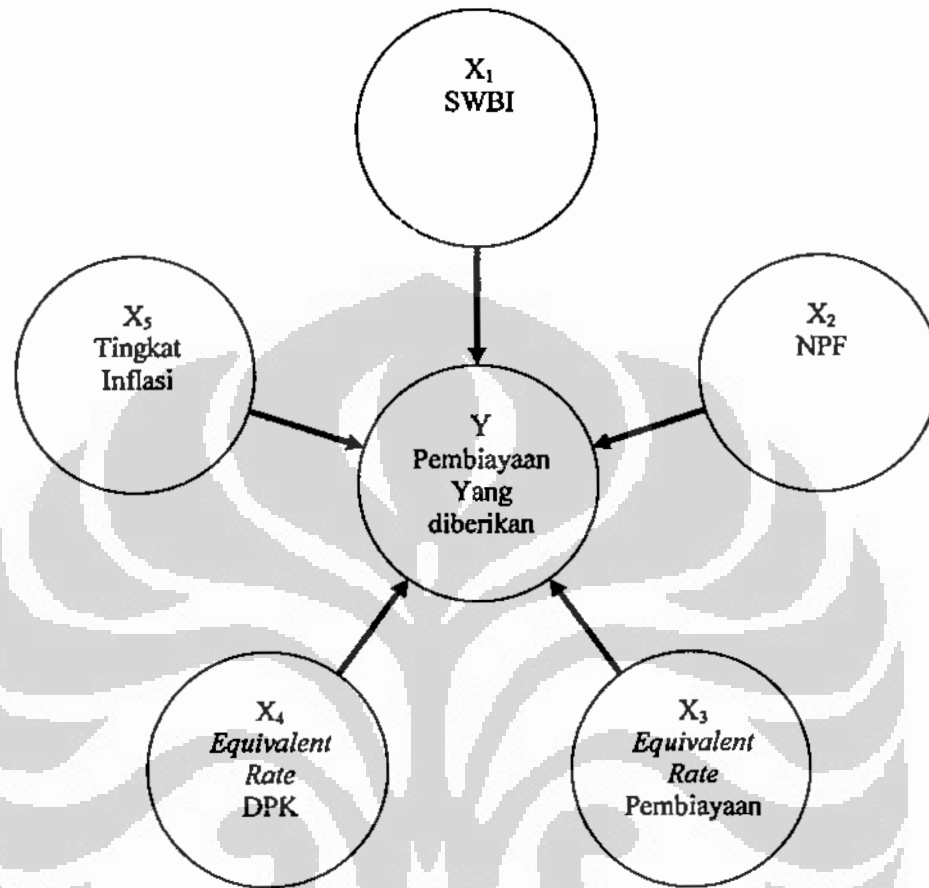 X₁
SWBI
X₅
Tingkat
Inflasi
X₂
NPF
Y
Pembiayaan
Yang
diberikan
X₄
Equivalent
Rate
DPK
X₃
Equivalent
Rate
Pembiayaan